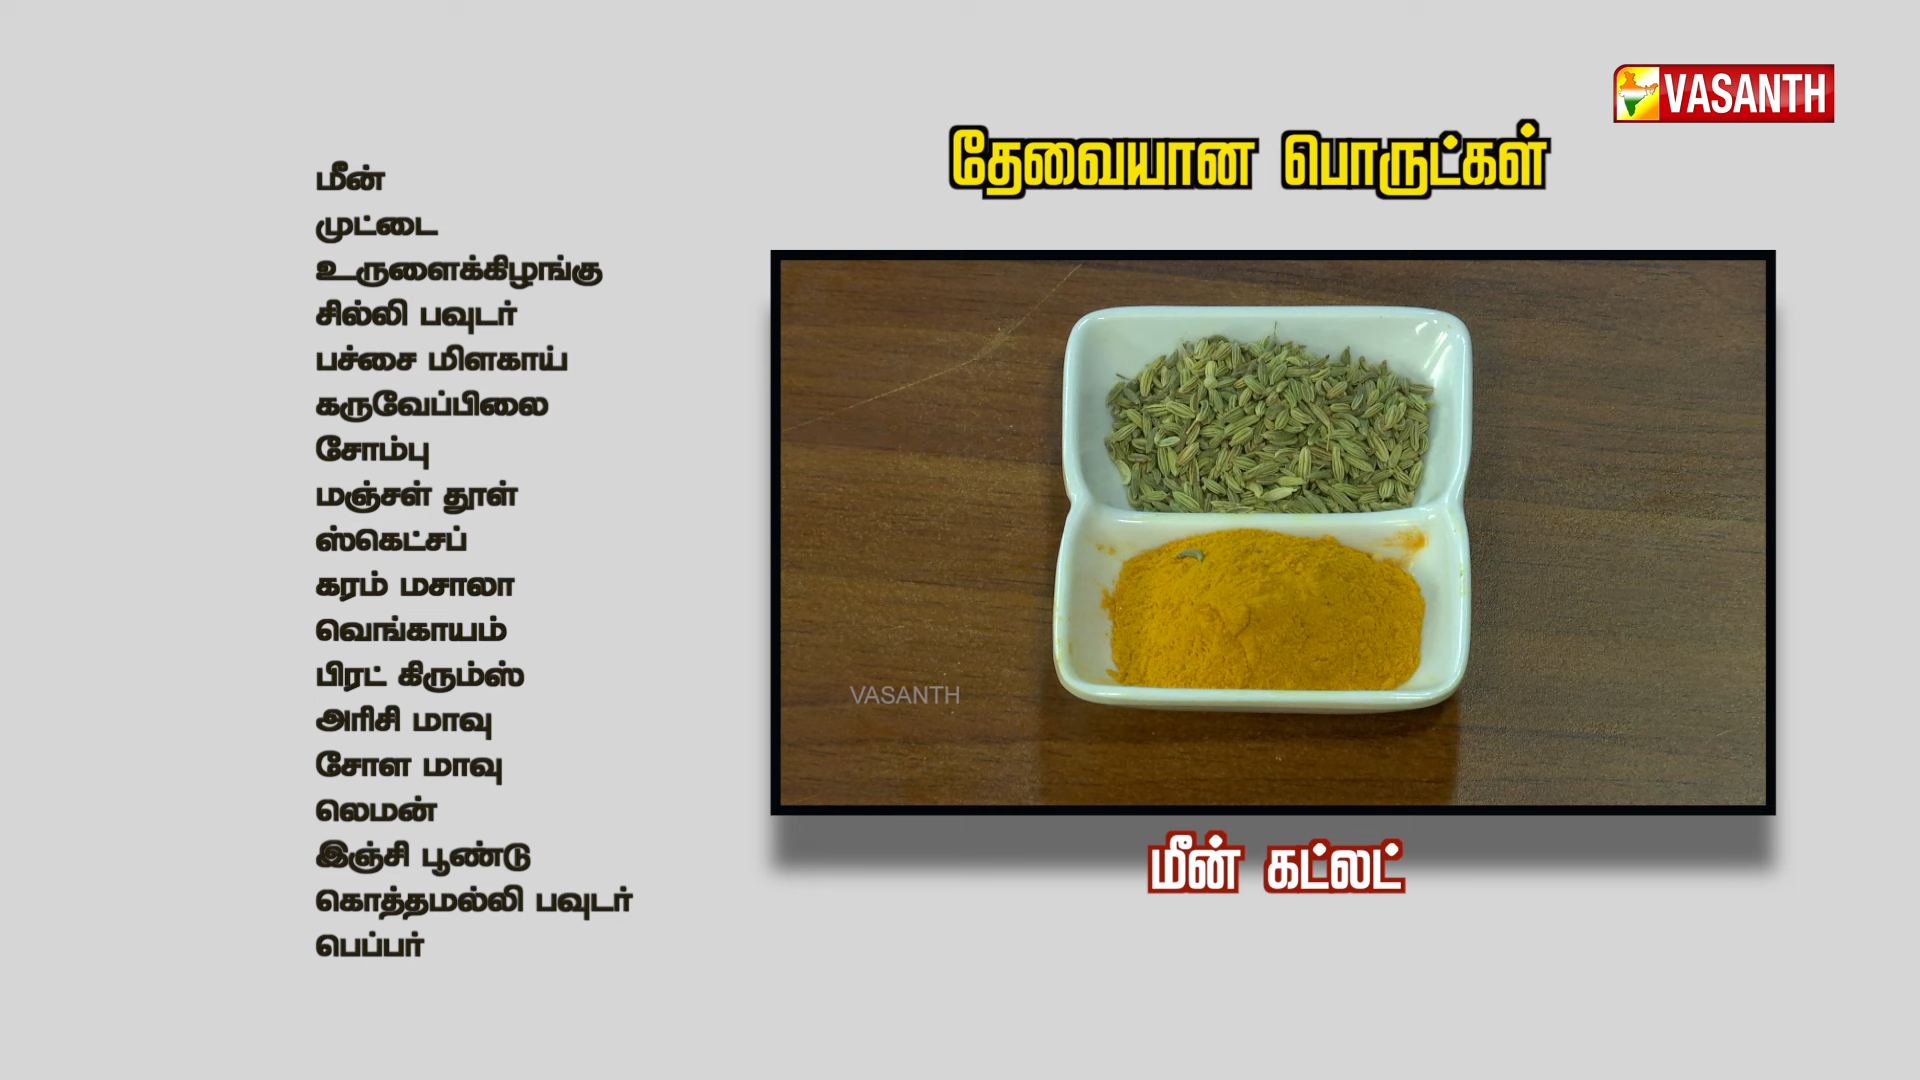 VASANTH
தேவையான பொருட்கள்
மீன்
முட்டை
உருளைக்கிழங்கு
சில்லி பவுடர்
பச்சை மிளகாய்
கருவேப்பிலை
சோம்பு
மஞ்சள் தூள்
ஸ்கெட்சப்
கரம் மசாலா
வெங்காயம்
பிரட் கிரும்ஸ்
அரிசி மாவு
சோள மாவு
லெமன்
இஞ்சி பூண்டு
கொத்தமல்லி பவுடர்
பெப்பர்
VASANTH
மீன் கட்லட்